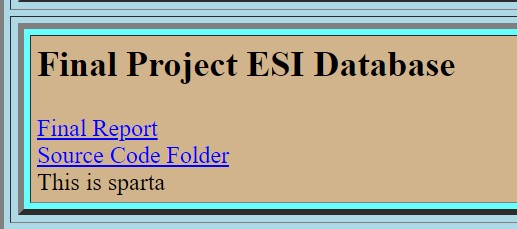 Final Project ESI Database
Final Report
Source Code Folder
This is sparta